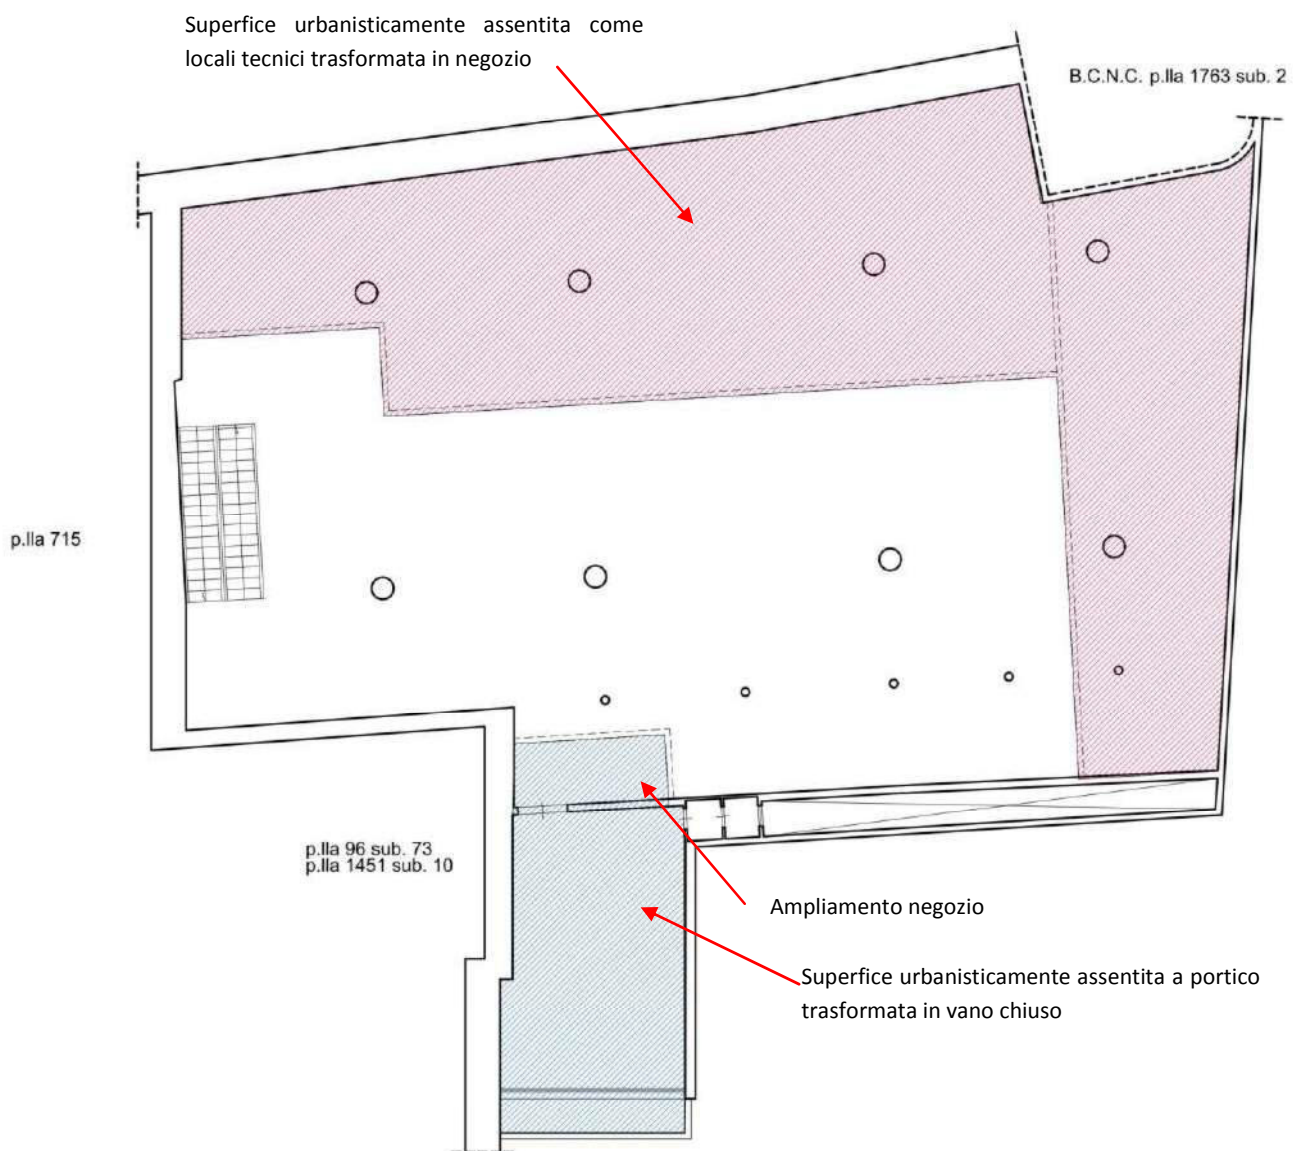 Superfice urbanisticamente assentita come
locali tecnici trasformata in negozio
B.C.N.C. p.lla 1763 sub. 2
p.lla 715
p.lla 96 sub. 73
p.lla 1451 sub. 10
Ampliamento negozio
Superfice urbanisticamente assentita a portico
trasformata in vano chiuso